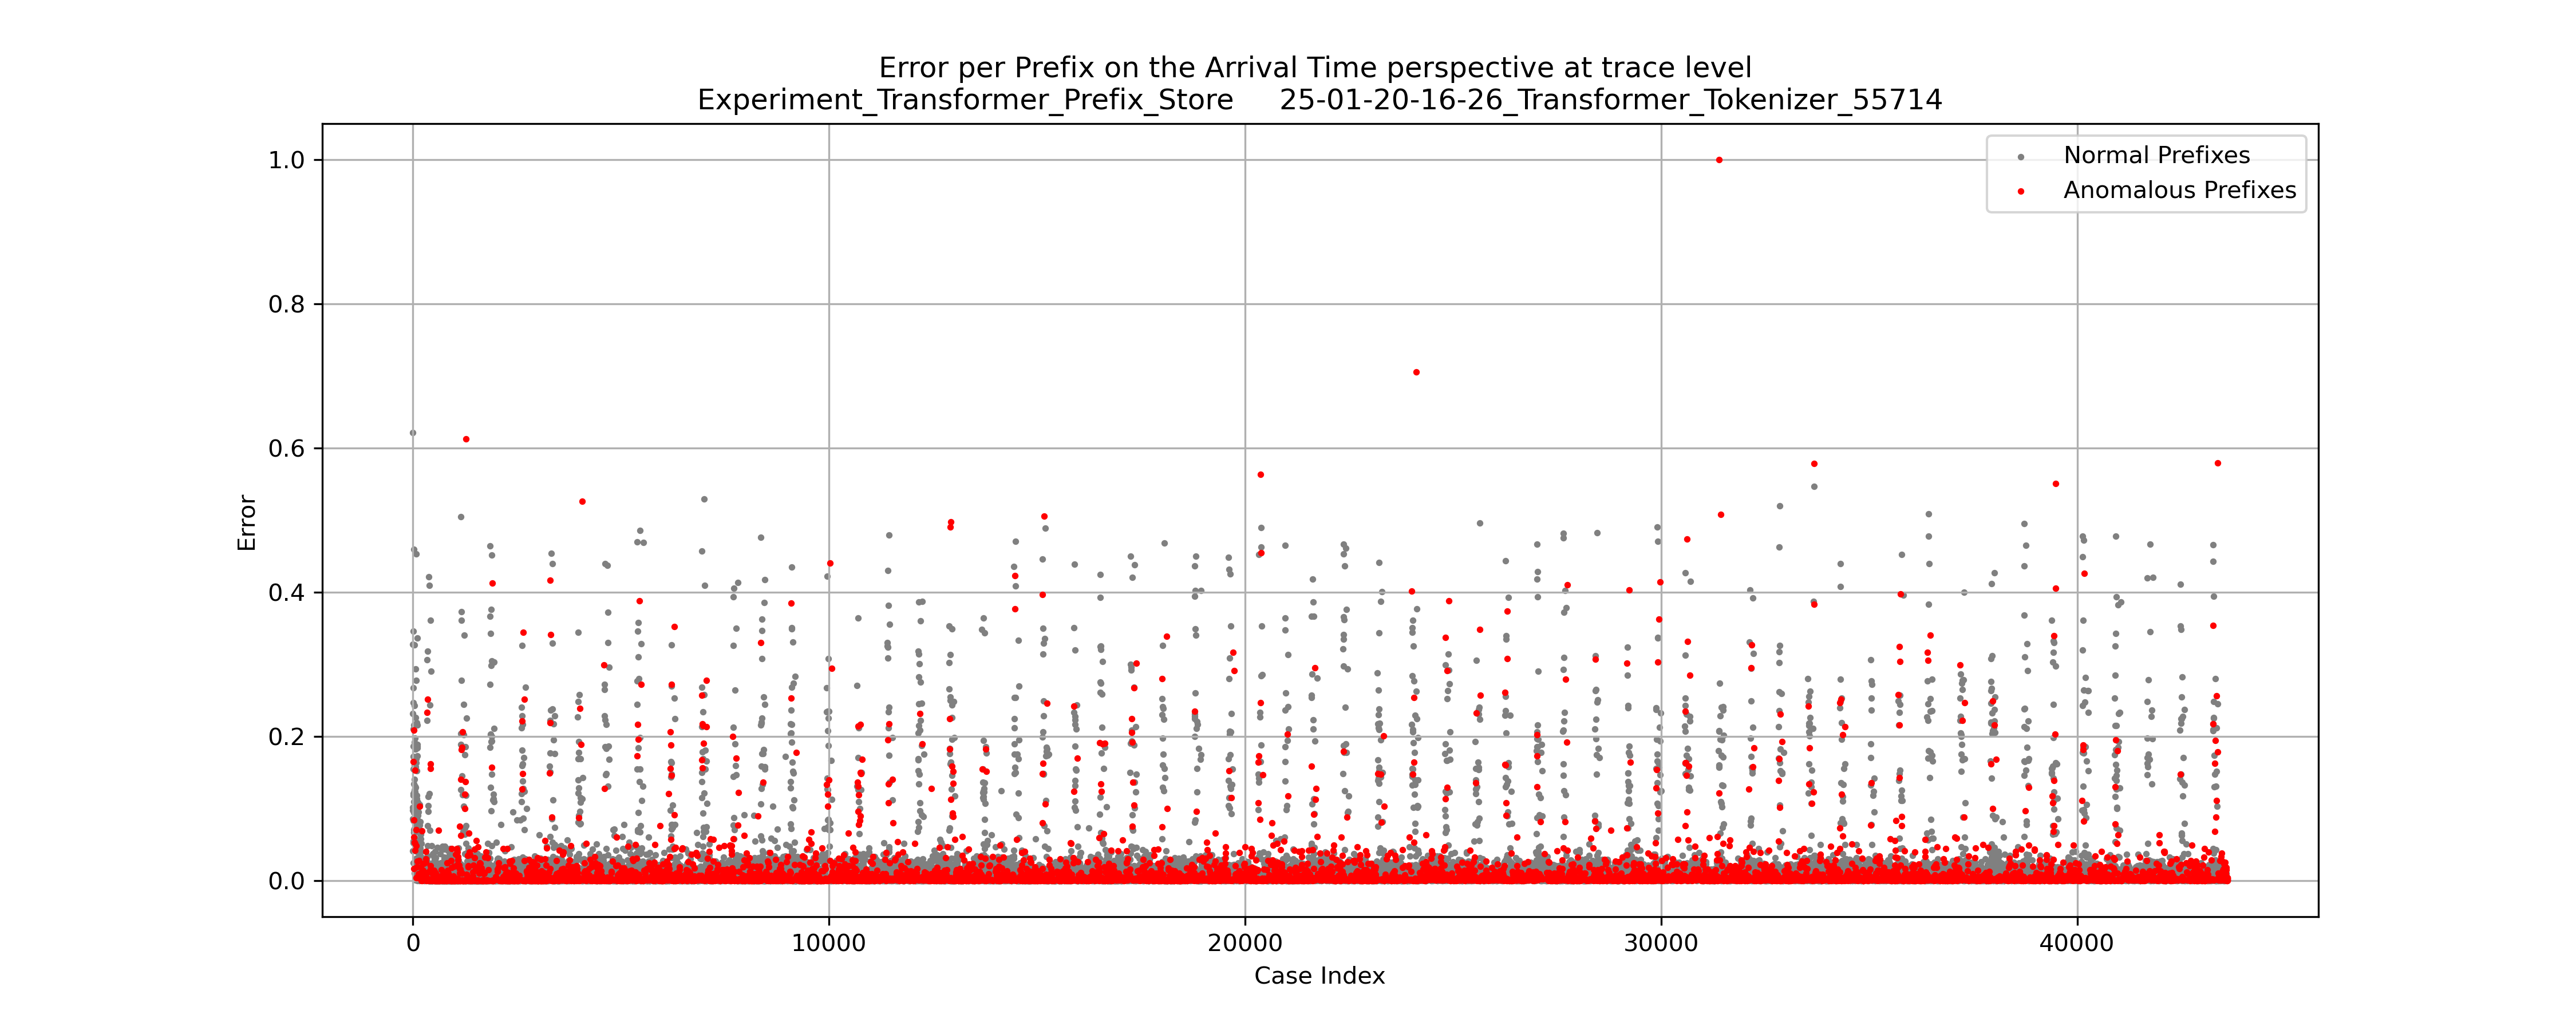 Error per Prefix on the Arrival Time perspective at trace level
Experiment_Transformer_Prefix_Store 25-01-20-16-26_Transformer_Tokenizer_55714
Normal Prefixes
Anomalous Prefixes
Error
1.0
0.8
0.6
0.4
0.2
0.0
0 10000 20000 30000 40000
Case Index